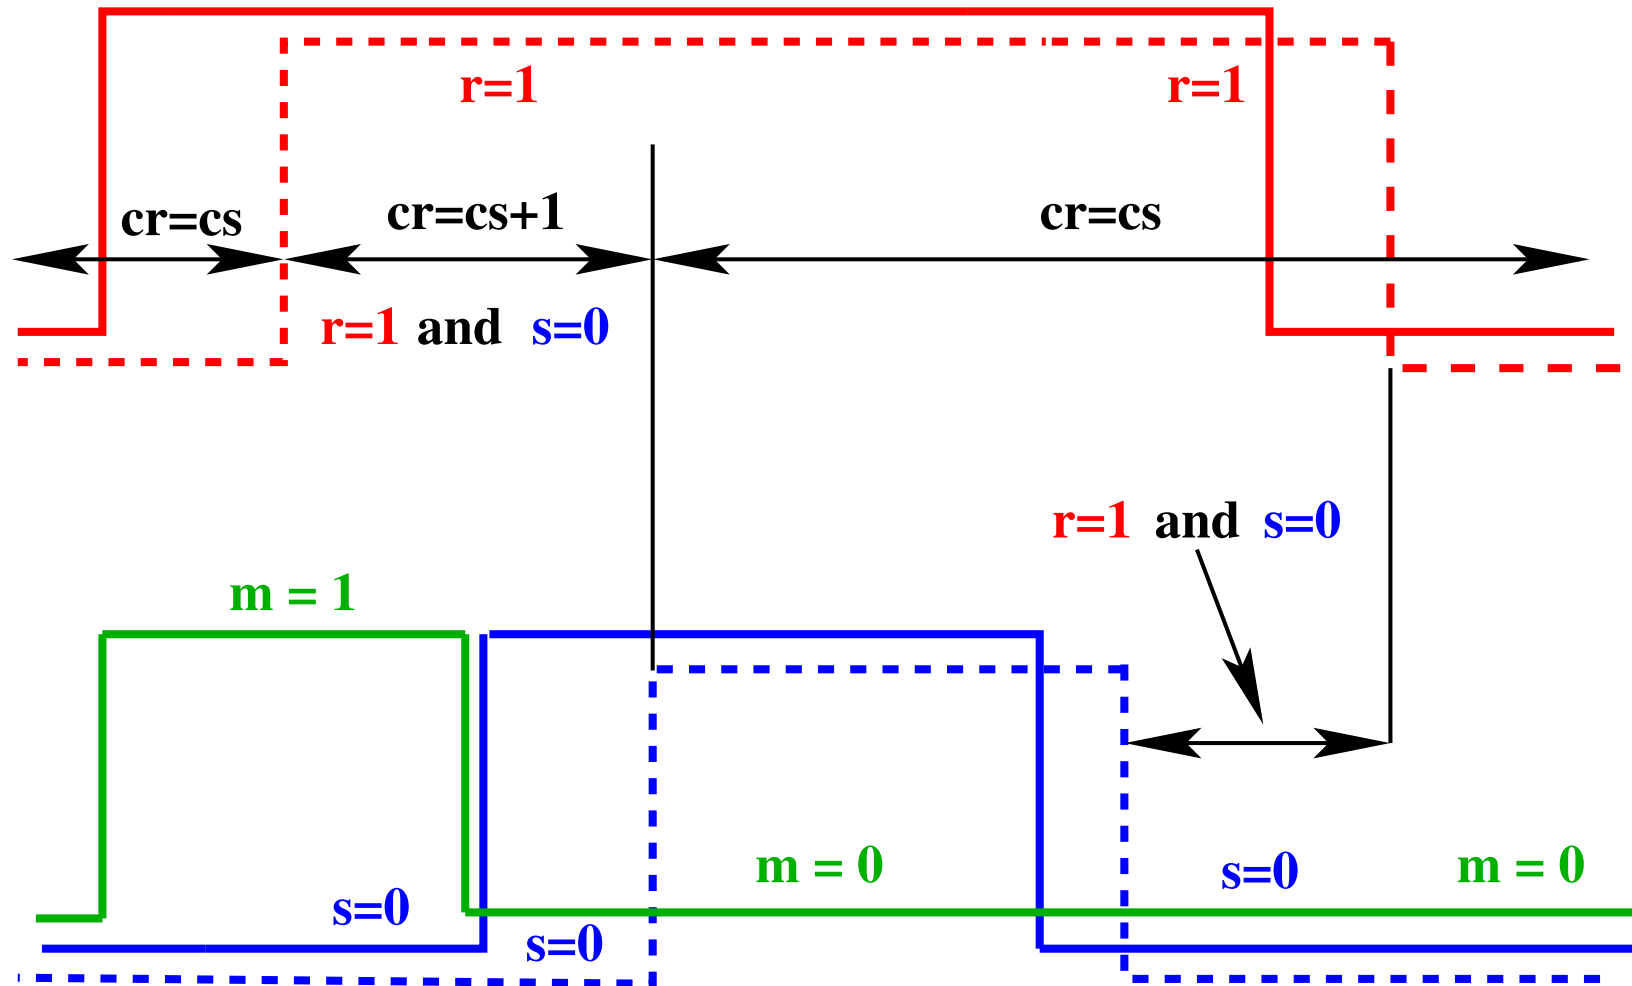 r=1 r=1
cr=cs cr=cs+1 cr=cs
r=1 and s=0
r=1 and s=0
m = 1
m = 0 s=0 m = 0
s=0
s=0